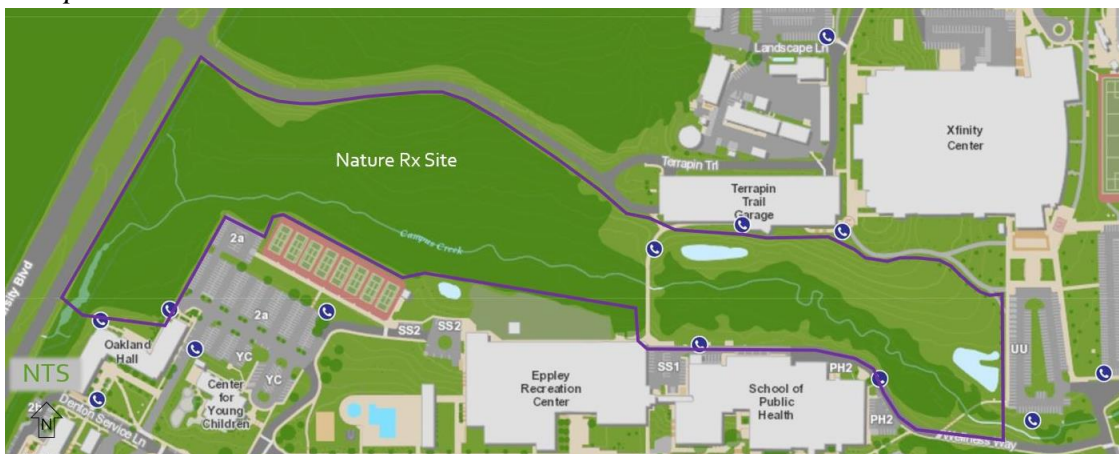 Landscape Ln
Xfinity
Center
Nature Rx Site
Terrapin Trl
Terrapin
Trail
Garage
Campus Creek
2a
2a
sity Blvd
SS2
SS2
Oakland
Hall
YC
YC
NTS
Center
for
Young
Children
Eppley
Recreation
Center
SS1
School of
Public
Health
PH2
PH2
UU
Denton Service Ln
N
Wellness Way